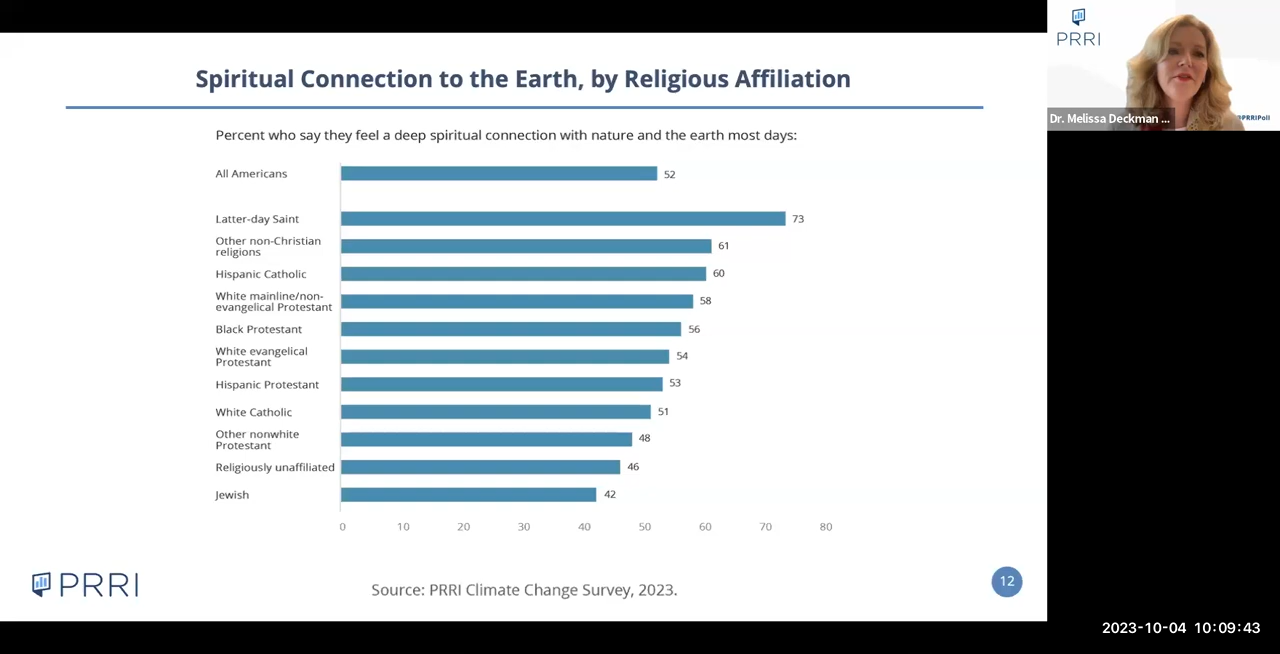 Spiritual Connection to the Earth, by Religious Affiliation
Percent who say they feel a deep spiritual connection with nature and the earth most days:
All Americans 52
Latter-day Saint 73
Other non-Christian
religions 61
Hispanic Catholic 60
White mainline/non-
evangelical Protestant 58
Black Protestant 56
White evangelical
Protestant 54
Hispanic Protestant 53
White Catholic 51
Other nonwhite
Protestant 48
Religiously unaffiliated 46
Jewish 42
0 10 20 30 40 50 60 70 80
PRRI
Source: PRRI Climate Change Survey, 2023.
12
PRRI
Dr. Melissa Deckman ...
@PRRIPoll
2023-10-04 10:09:43